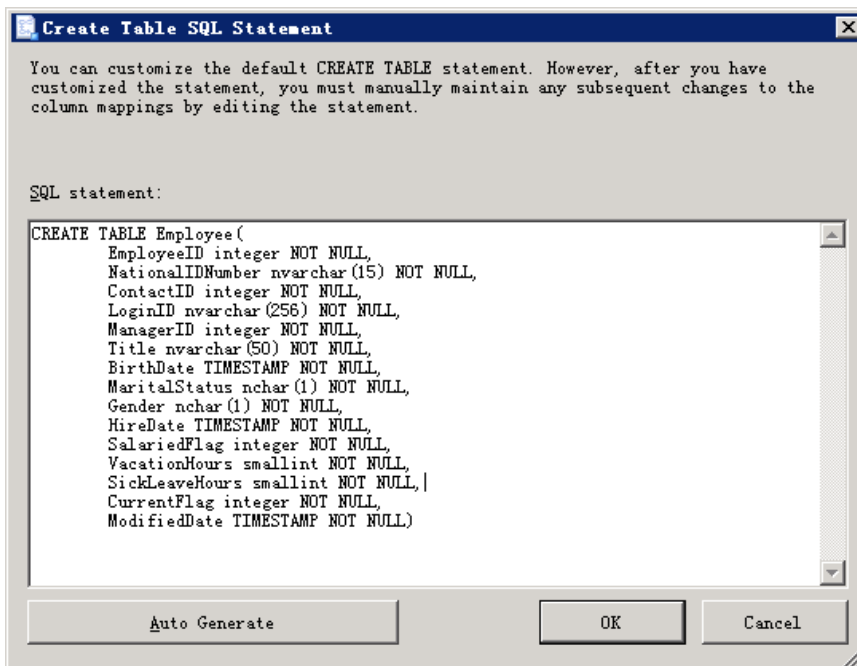 Create Table SQL Statement
You can customize the default CREATE TABLE statement. However, after you have
customized the statement, you must manually maintain any subsequent changes to the
column mappings by editing the statement.
SQL statement:
CREATE TABLE Employee(
EmployeeID integer NOT NULL,
NationalIDNumber nvarchar(15) NOT NULL,
ContactID integer NOT NULL,
LoginID nvarchar(256) NOT NULL,
ManagerID integer NOT NULL,
Title nvarchar(50) NOT NULL,
BirthDate TIMESTAMP NOT NULL,
MaritalStatus nchar(1) NOT NULL,
Gender nchar(1) NOT NULL,
HireDate TIMESTAMP NOT NULL,
SalariedFlag integer NOT NULL,
VacationHours smallint NOT NULL,
SickLeaveHours smallint NOT NULL,
CurrentFlag integer NOT NULL,
ModifiedDate TIMESTAMP NOT NULL)
Auto Generate OK Cancel